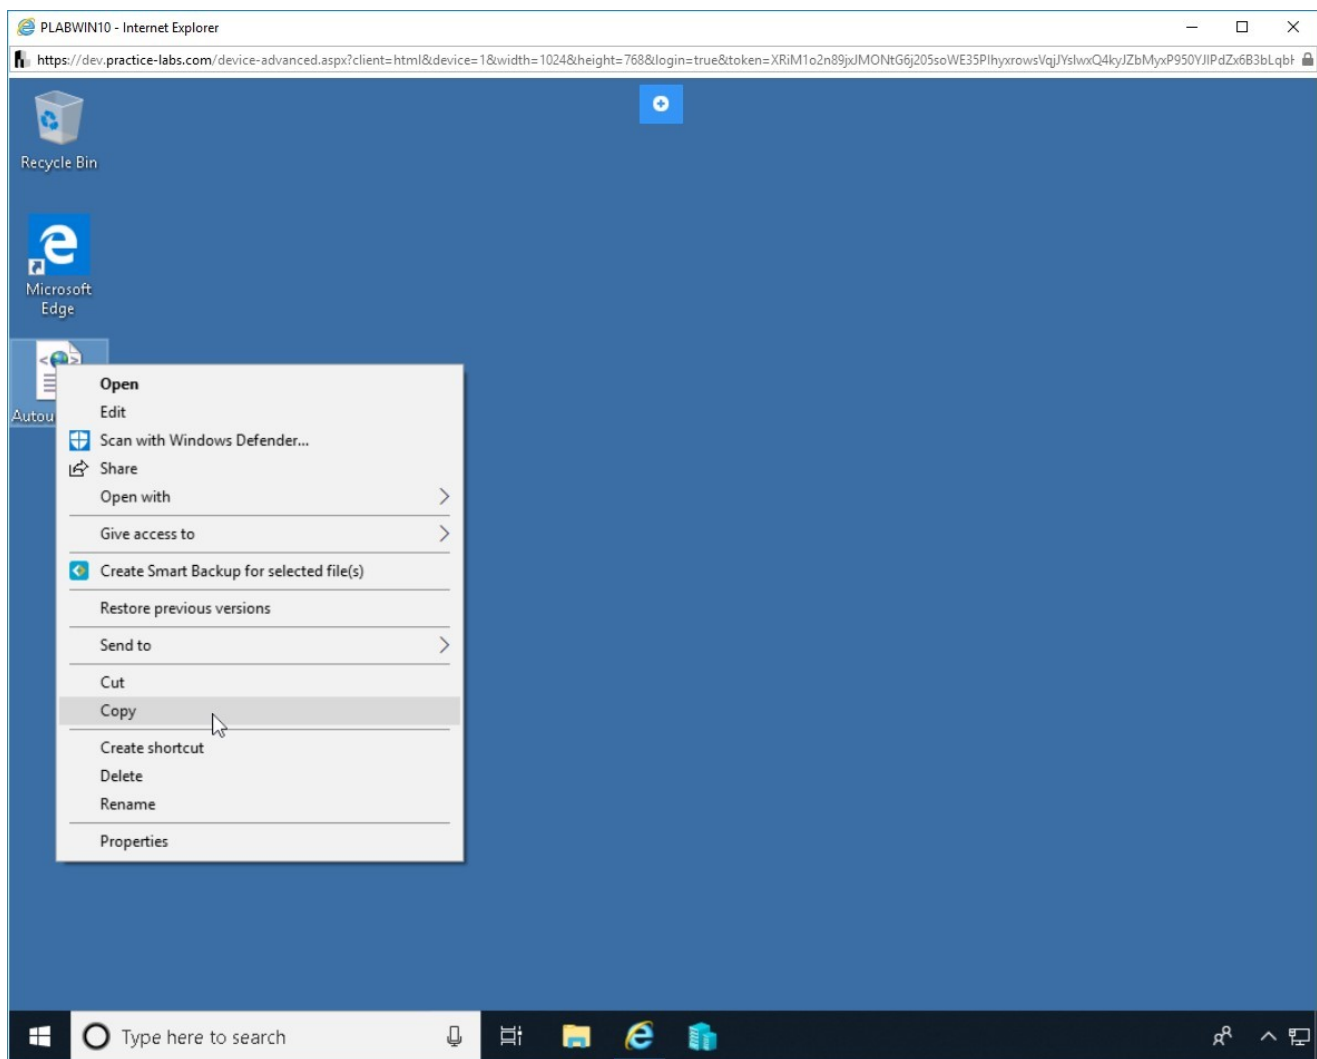 PLABWIN10 - Internet Explorer
https://dev.practice-labs.com/device-advanced.aspx?client=html&device=1&width=1024&height=768&login=true&token=
Recycle Bin
Microsoft
Edge
Autou
Open
Edit
Scan with Windows Defender...
Share
Open with
Give access to
Create Smart Backup for selected file(s)
Restore previous versions
Send to
Cut
Copy
Create shortcut
Delete
Rename
Properties
Type here to search